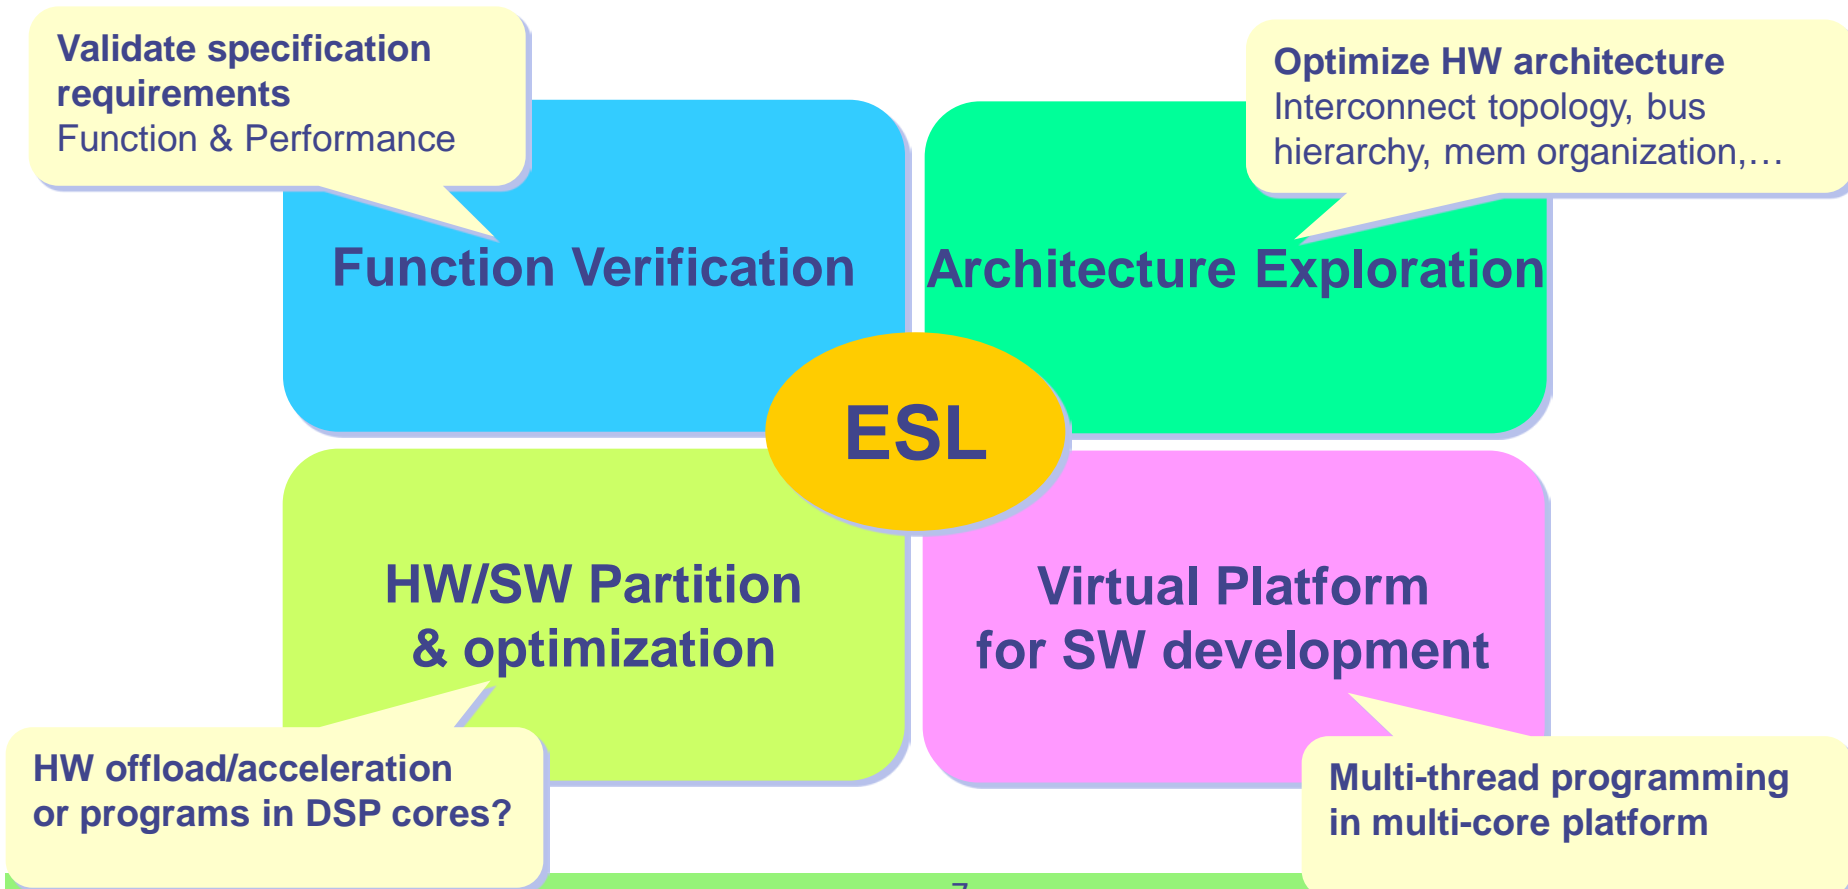 Validate specification
requirements
Function & Performance
Optimize HW architecture
Interconnect topology, bus
hierarchy, mem organization,…
Function Verification
Architecture Exploration
ESL
HW/SW Partition
& optimization
Virtual Platform
for SW development
HW offload/acceleration
or programs in DSP cores?
Multi-thread programming
in multi-core platform
7